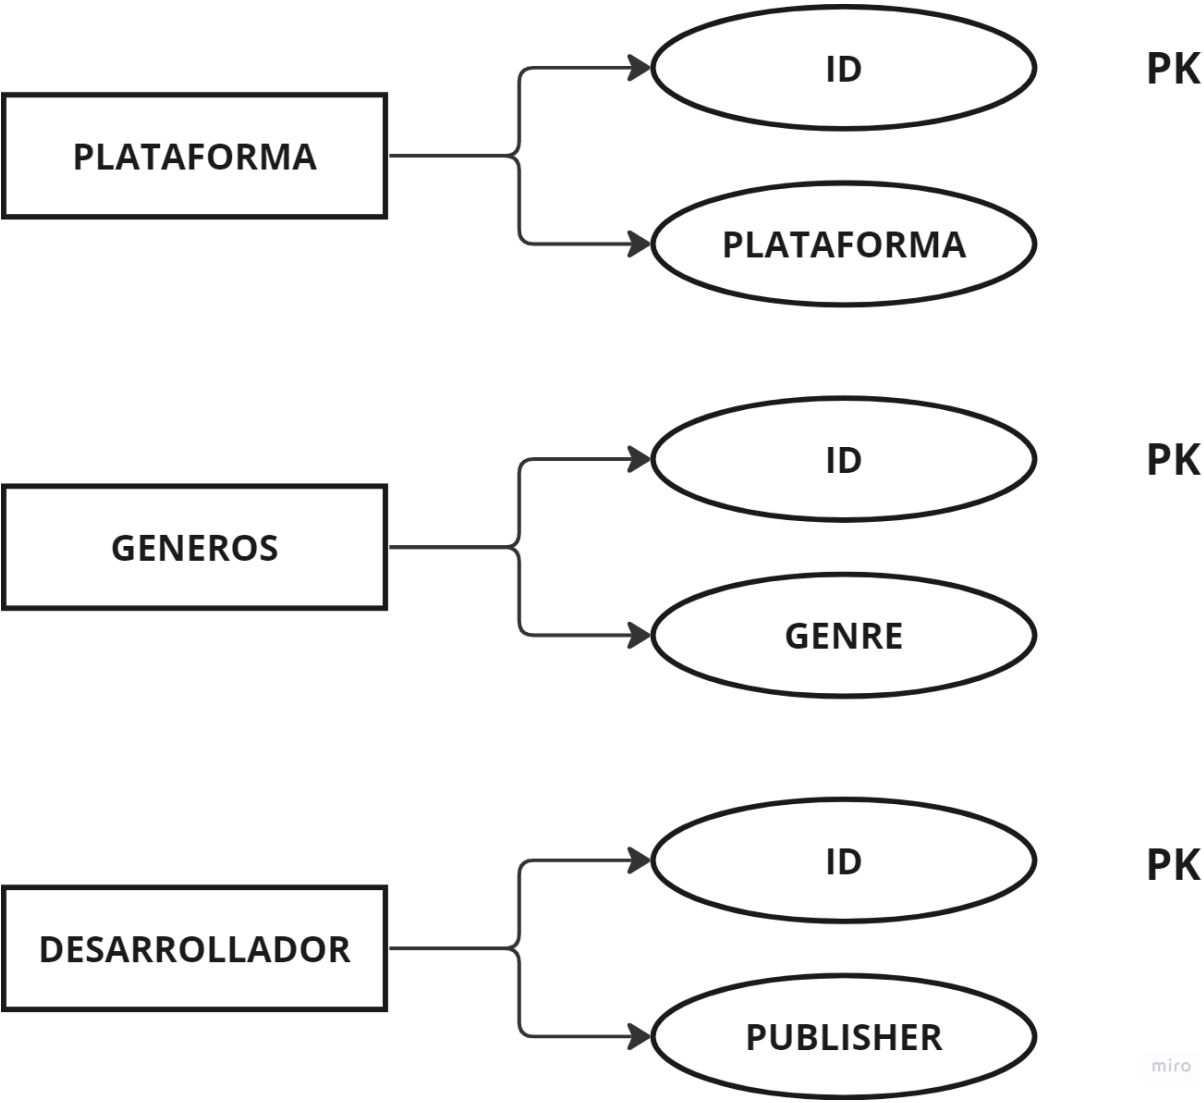 ID PK
PLATAFORMA
PLATAFORMA
ID PK
GENEROS
GENRE
ID PK
DESARROLLADOR
PUBLISHER
miro